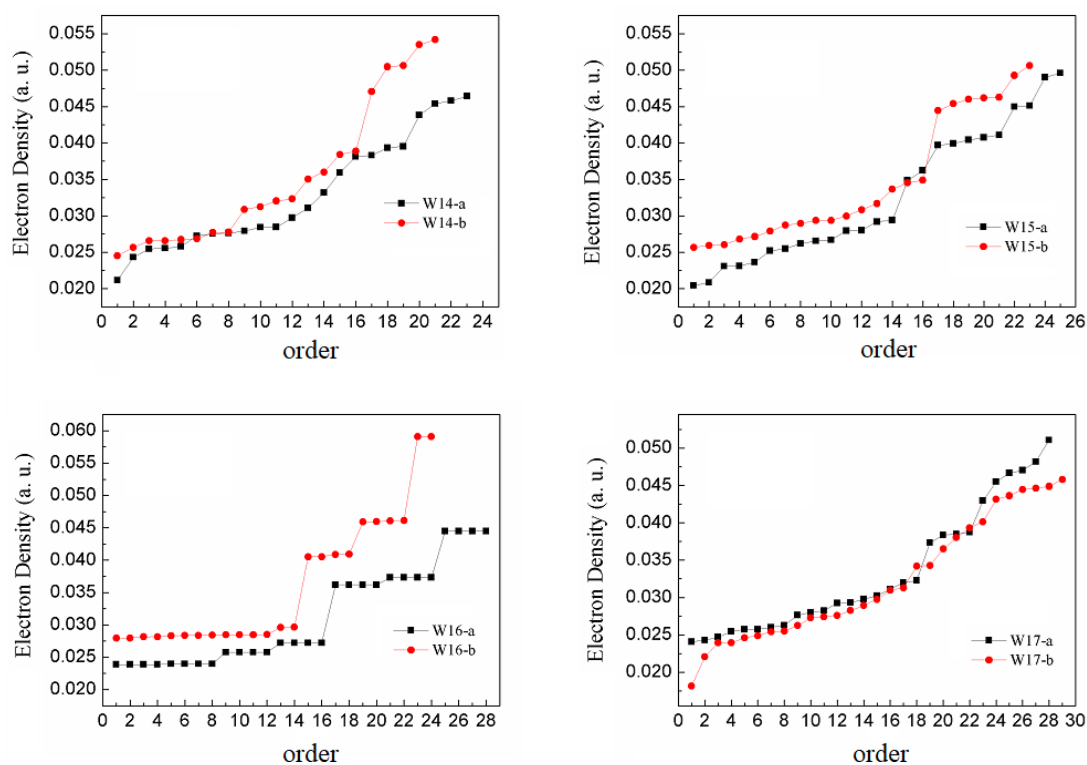 Electron Density (a. u.)
0.055
0.050
0.045
0.040
0.035
0.030
0.025
0.020
W14-a
W14-b
0 2 4 6 8 10 12 14 16 18 20 22 24
order
Electron Density (a. u.)
0.055
0.050
0.045
0.040
0.035
0.030
0.025
0.020
W15-a
W15-b
0 2 4 6 8 10 12 14 16 18 20 22 24 26
order
Electron Density (a. u.)
0.060
0.055
0.050
0.045
0.040
0.035
0.030
0.025
0.020
W16-a
W16-b
0 2 4 6 8 10 12 14 16 18 20 22 24 26 28
order
Electron Density (a. u.)
0.050
0.045
0.040
0.035
0.030
0.025
0.020
W17-a
W17-b
0 2 4 6 8 10 12 14 16 18 20 22 24 26 28 30
order